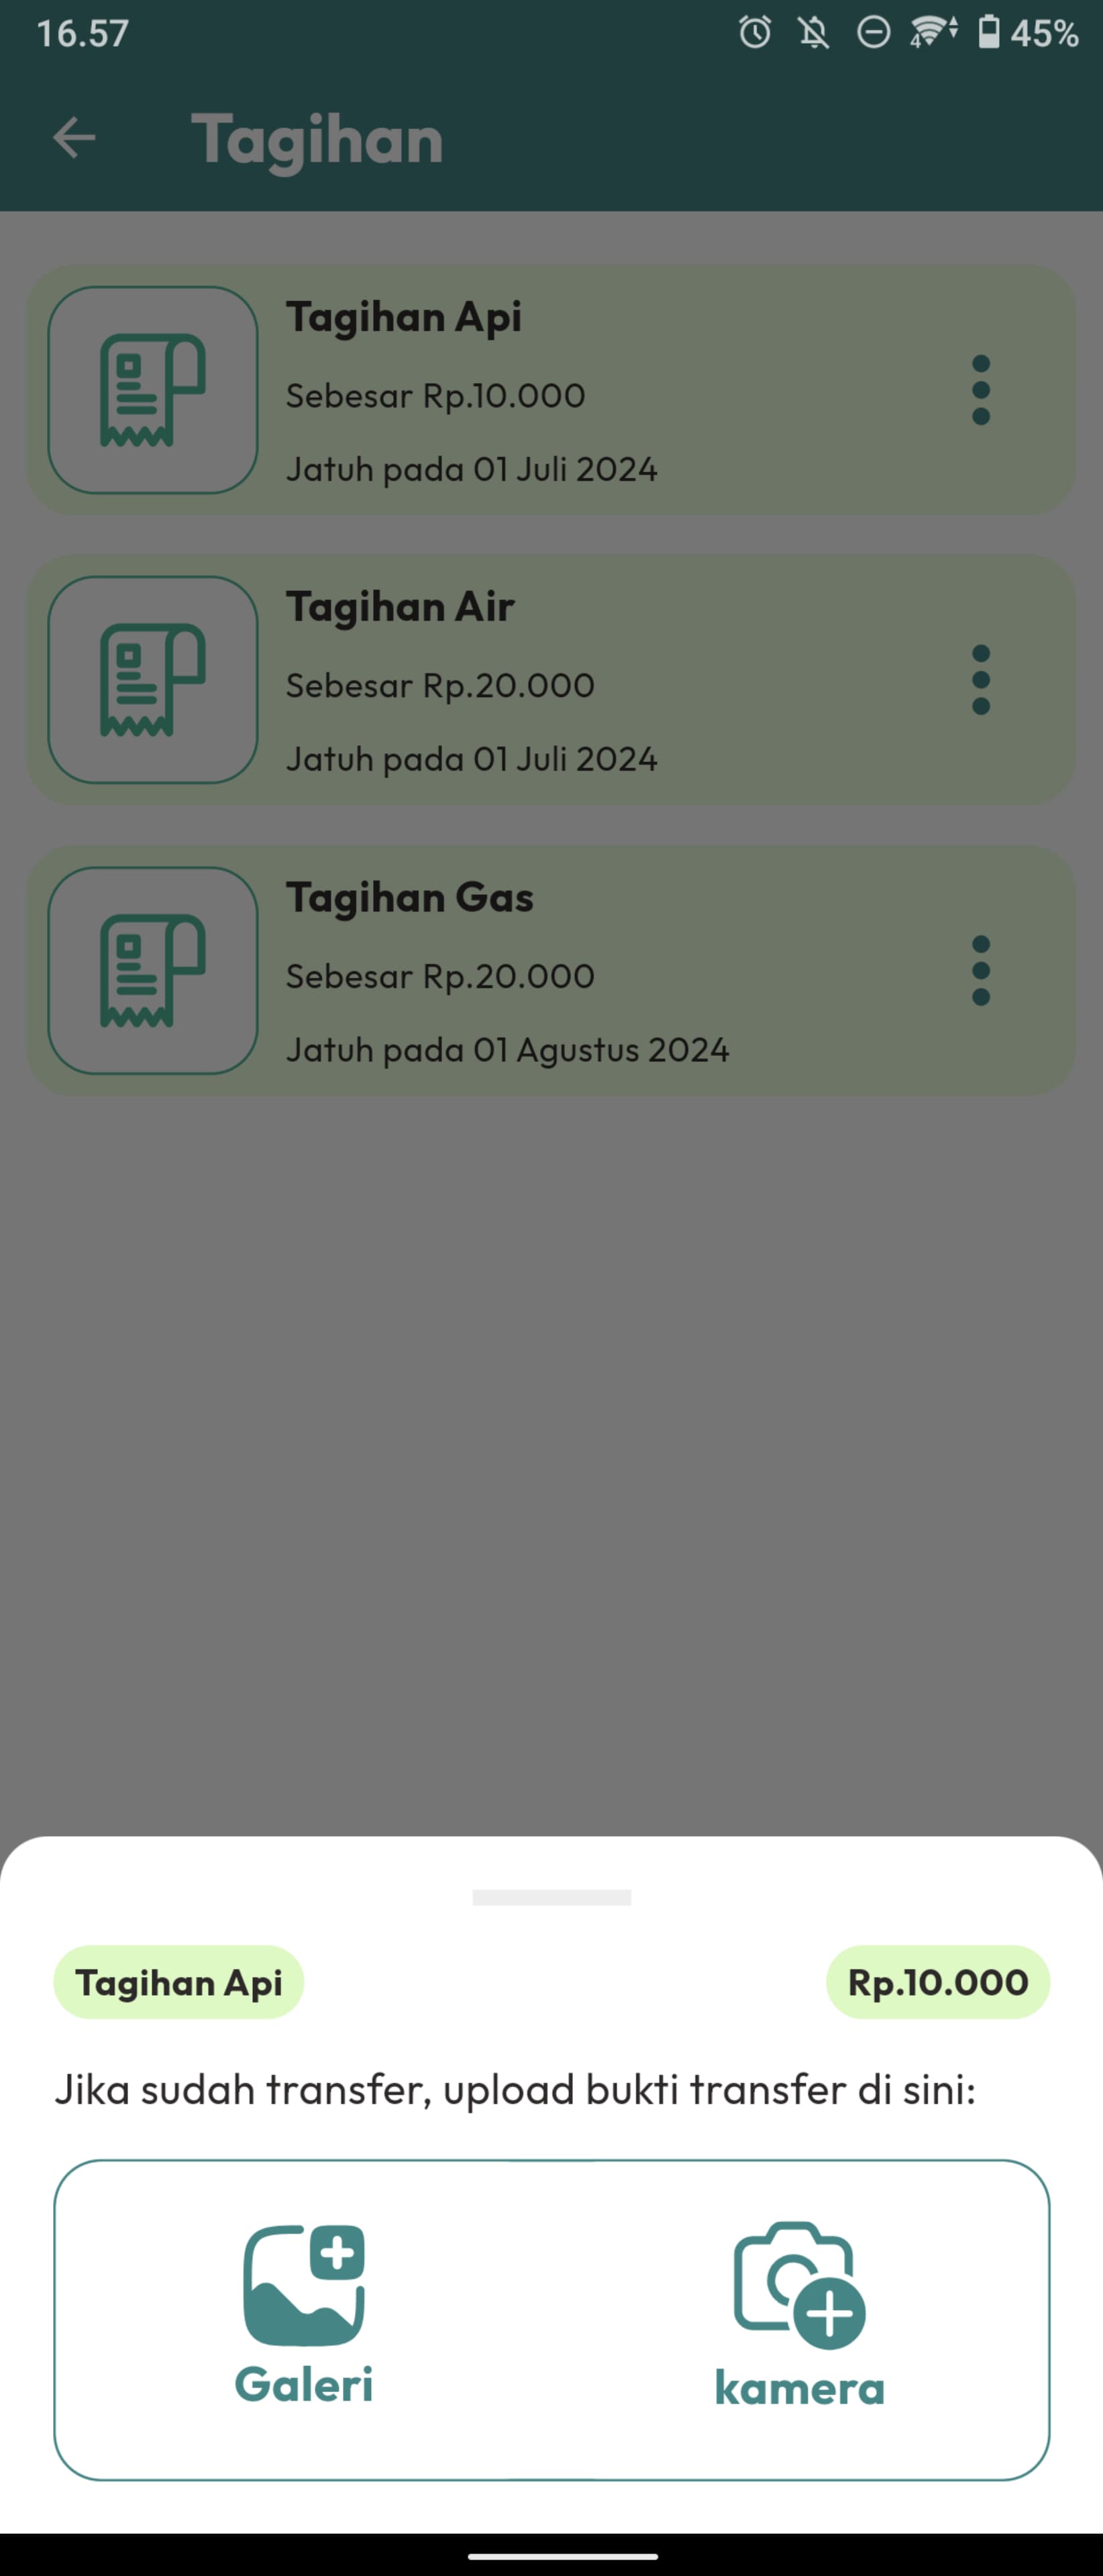 16.57
45%
Tagihan
Tagihan Api
Sebesar Rp.10.000
Jatuh pada 01 Juli 2024
Tagihan Air
Sebesar Rp.20.000
Jatuh pada 01 Juli 2024
Tagihan Gas
Sebesar Rp.20.000
Jatuh pada 01 Agustus 2024
Tagihan Api
Rp.10.000
Jika sudah transfer, upload bukti transfer di sini:
Galeri
kamera